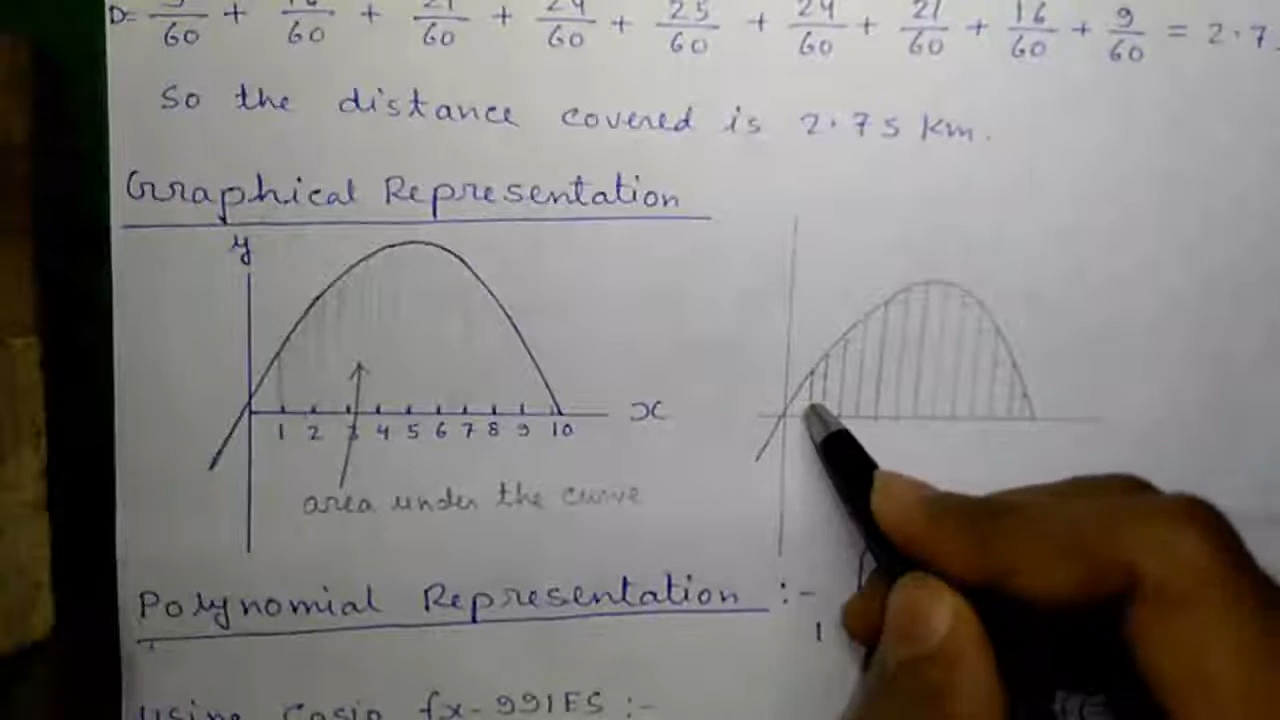 D= 9/60 + 16/60 + 21/60 + 24/60 + 25/60 + 24/60 + 21/60 + 16/60 + 9/60 = 2.7
So the distance covered is 2.75 Km.
Graphical Representation
y
x
1 2 3 4 5 6 7 8 9 10
area under the curve
Polynomial Representation :-
1
using Casio fx-991ES :-